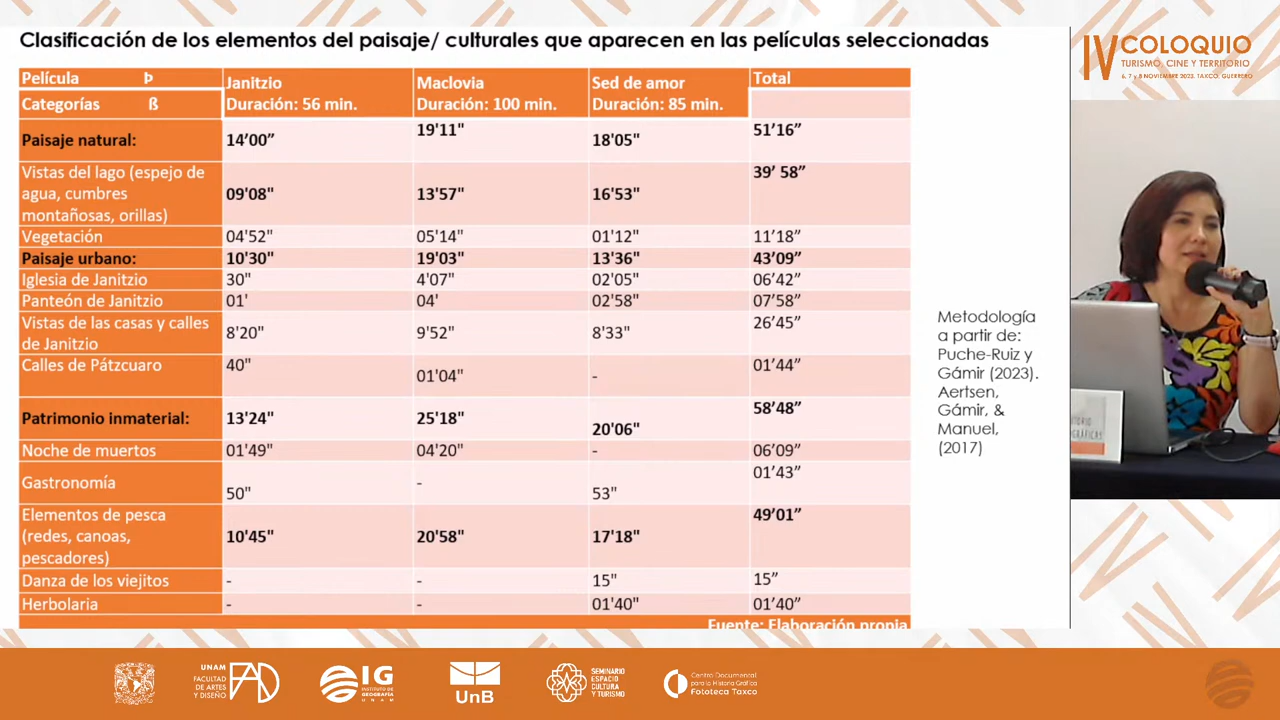 Clasificación de los elementos del paisaje/ culturales que aparecen en las películas seleccionadas
Película Þ
Janitzio
Duración: 56 min.
Maclovia
Duración: 100 min.
Sed de amor
Duración: 85 min.
Total
Categorías ß
Paisaje natural: 14’00” 19'11" 18'05" 51’16”
Vistas del lago (espejo de
agua, cumbres
montañosas, orillas)
09'08" 13'57" 16'53" 39’ 58”
Vegetación 04'52" 05'14" 01'12" 11’18”
Paisaje urbano: 10'30" 19'03" 13'36" 43’09”
Iglesia de Janitzio 30" 4'07" 02'05" 06’42”
Panteón de Janitzio 01' 04' 02'58" 07’58”
Vistas de las casas y calles
de Janitzio
8'20" 9'52" 8'33" 26’45”
Calles de Pátzcuaro 40" 01'04" - 01’44”
Patrimonio inmaterial: 13'24" 25'18" 20'06" 58’48”
Noche de muertos 01'49" 04'20" - 06’09”
Gastronomía 50" - 53" 01’43”
Elementos de pesca
(redes, canoas,
pescadores)
10'45" 20'58" 17'18" 49’01”
Danza de los viejitos - - 15" 15”
Herbolaria - - 01'40" 01’40”
Fuente: Elaboración propia
Metodología
a partir de:
Puche-Ruiz y
Gámir (2023).
Aertsen,
Gámir, &
Manuel,
(2017)
IV COLOQUIO
TURISMO, CINE Y TERRITORIO
6, 7 y 8 NOVIEMBRE 2023. TAXCO, GUERRERO
UNAM
FACULTAD
DE ARTES
Y DISEÑO
FAD
IG
INSTITUTO DE
GEOGRAFÍA
UNAM
UnB
SEMINARIO
ESPACIO
CULTURA
Y TURISMO
Centro Documental
para la Historia Gráfica
Fototeca Taxco